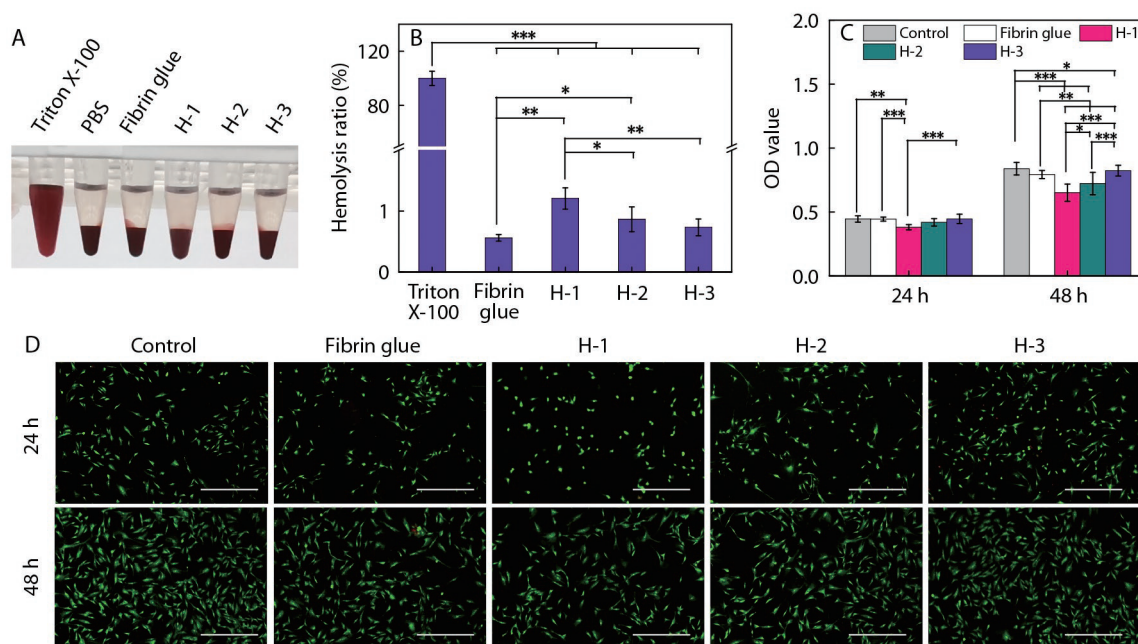 A
Triton X-100
PBS
Fibrin glue
H-1
H-2
H-3
B
Hemolysis ratio (%)
120
80
1
0
***
*
**
**
*
Triton X-100
Fibrin glue
H-1
H-2
H-3
C
Control
Fibrin glue
H-1
H-2
H-3
OD value
2.0
1.5
1.0
0.5
0.0
**
***
***
*
***
**
***
*
***
24 h
48 h
D
Control
Fibrin glue
H-1
H-2
H-3
24 h
48 h